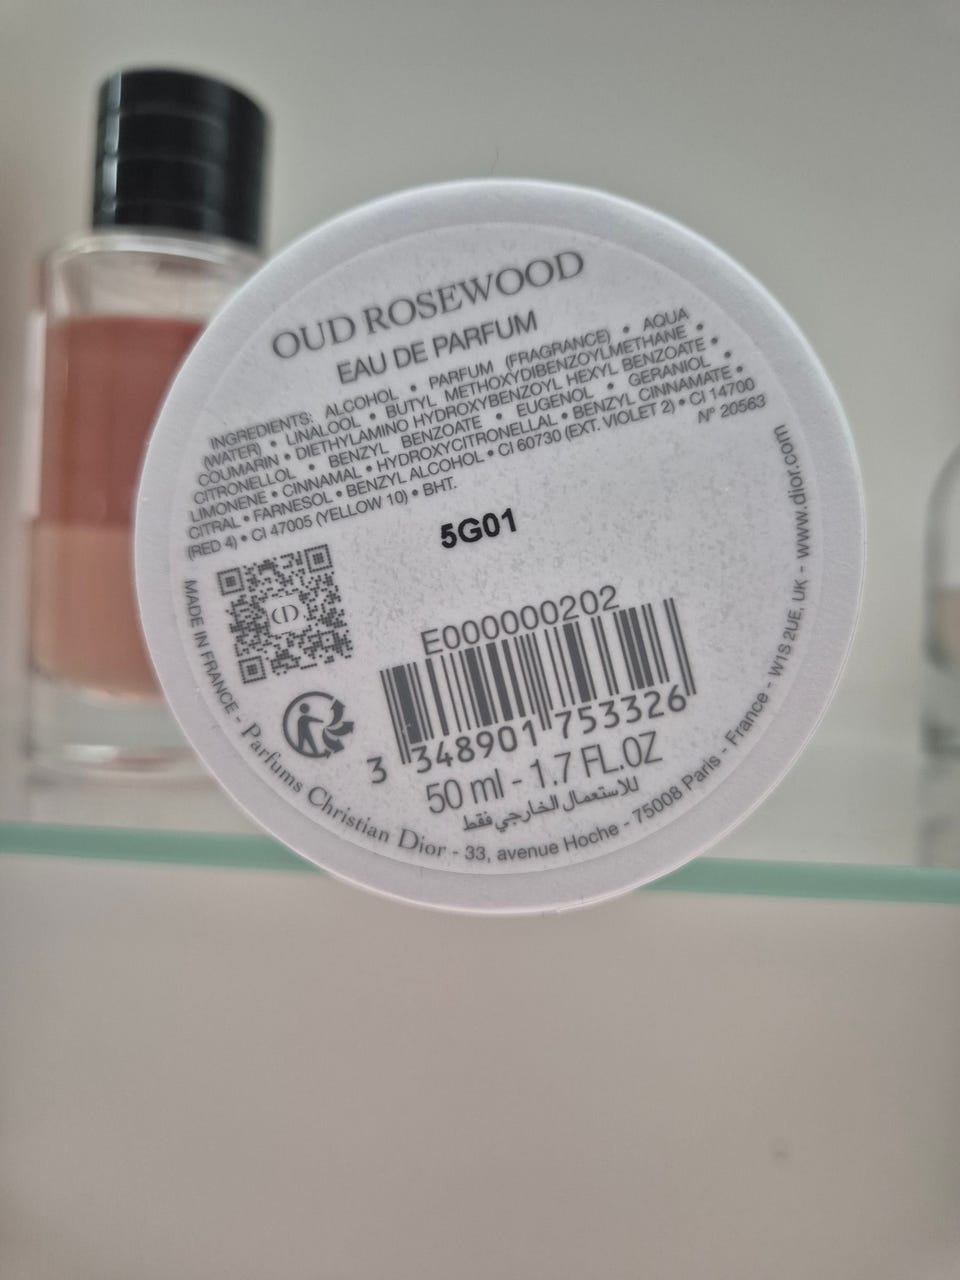 OUD ROSEWOOD
EAU DE PARFUM
INGREDIENTS: ALCOHOL • PARFUM (FRAGRANCE) • AQUA
(WATER) • LINALOOL • BUTYL METHOXYDIBENZOYLMETHANE •
COUMARIN • DIETHYLAMINO HYDROXYBENZOYL HEXYL BENZOATE •
CITRONELLOL • BENZYL BENZOATE • EUGENOL • GERANIOL •
LIMONENE • CINNAMAL • HYDROXYCITRONELLAL • BENZYL CINNAMATE •
CITRAL • FARNESOL • BENZYL ALCOHOL • CI 60730 (EXT. VIOLET 2) • CI 14700
(RED 4) • CI 47005 (YELLOW 10) • BHT.
N° 20563
5G01
CD
E00000000202
3 348901 753326
50 ml - 1.7 FL.OZ
للاستعمال الخارجي فقط
MADE IN FRANCE - Parfums Christian Dior - 33, avenue Hoche - 75008 Paris - France - W1S 2UE, UK - www.dior.com